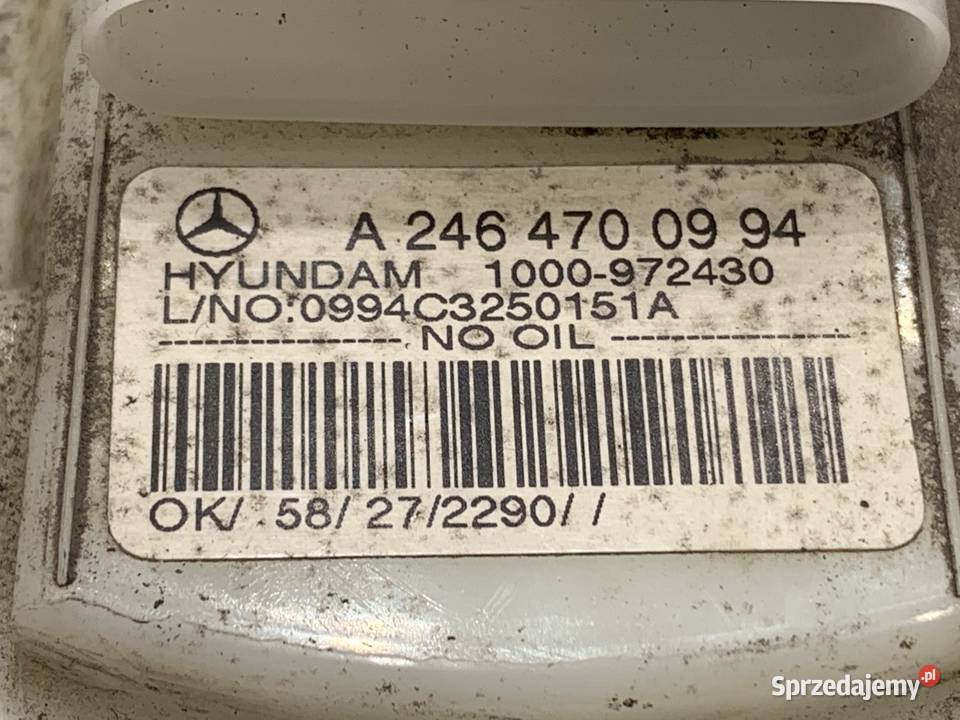 A 246 470 09 94
HYUNDAM 1000-972430
L/NO:0994C3250151A
---------------- NO OIL ----------------
OK/ 58/ 27/2290/ /
Sprzedajemy.pl